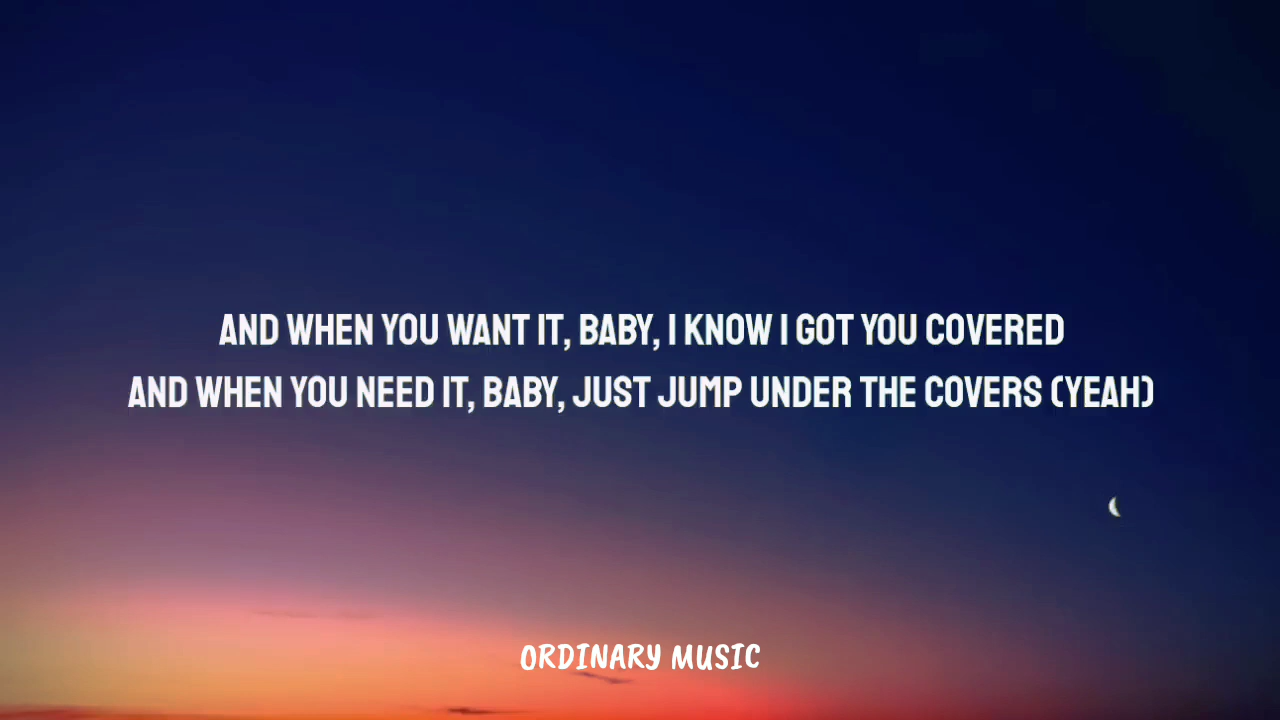 AND WHEN YOU WANT IT, BABY, I KNOW I GOT YOU COVERED
AND WHEN YOU NEED IT, BABY, JUST JUMP UNDER THE COVERS (YEAH)
ORDINARY MUSIC